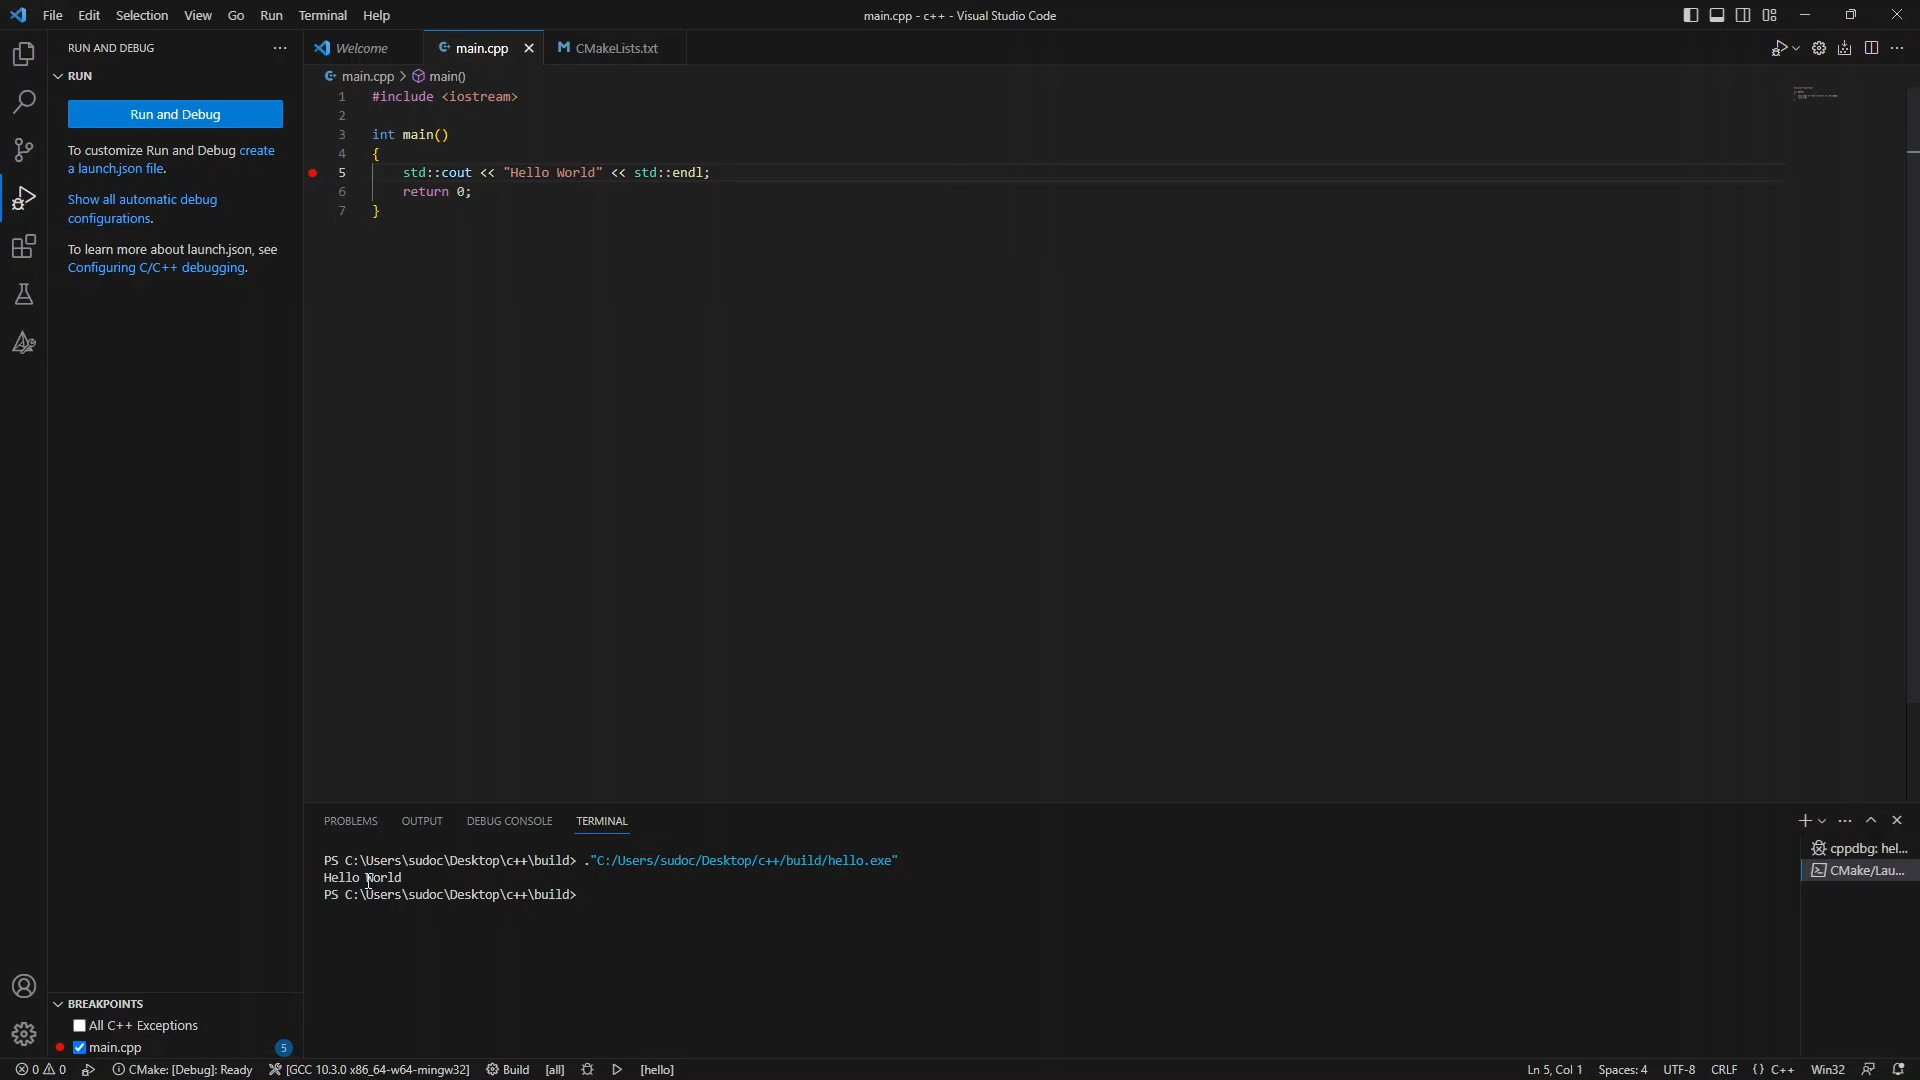 File Edit Selection View Go Run Terminal Help
main.cpp - c++ - Visual Studio Code
RUN AND DEBUG
RUN
Run and Debug
To customize Run and Debug create
a launch.json file.
Show all automatic debug
configurations.
To learn more about launch.json, see
Configuring C/C++ debugging.
Welcome
main.cpp
CMakeLists.txt
main.cpp > main()
1 #include <iostream>
2
3 int main()
4 {
5 std::cout << "Hello World" << std::endl;
6 return 0;
7 }
PROBLEMS OUTPUT DEBUG CONSOLE TERMINAL
PS C:\Users\sudoc\Desktop\c++\build> ."C:/Users/sudoc/Desktop/c++/build/hello.exe"
Hello World
PS C:\Users\sudoc\Desktop\c++\build>
cppdbg: hel...
CMake/Lau...
BREAKPOINTS
All C++ Exceptions
main.cpp 5
0 0 CMake: [Debug]: Ready [GCC 10.3.0 x86_64-w64-mingw32] Build [all] [hello] Ln 5, Col 1 Spaces: 4 UTF-8 CRLF {} C++ Win32